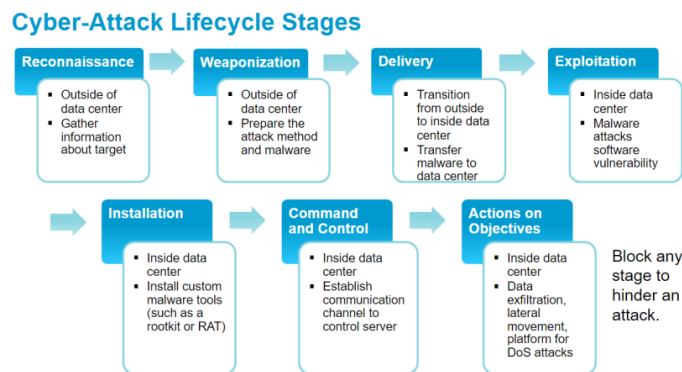 Cyber-Attack Lifecycle Stages
Reconnaissance
▪ Outside of
data center
▪ Gather
information
about target
Weaponization
▪ Outside of
data center
▪ Prepare the
attack method
and malware
Delivery
▪ Transition
from outside
to inside data
center
▪ Transfer
malware to
data center
Exploitation
▪ Inside data
center
▪ Malware
attacks
software
vulnerability
Installation
▪ Inside data
center
▪ Install custom
malware tools
(such as a
rootkit or RAT)
Command
and Control
▪ Inside data
center
▪ Establish
communication
channel to
control server
Actions on
Objectives
▪ Inside data
center
▪ Data
exfiltration,
lateral
movement,
platform for
DoS attacks
Block any
stage to
hinder an
attack.